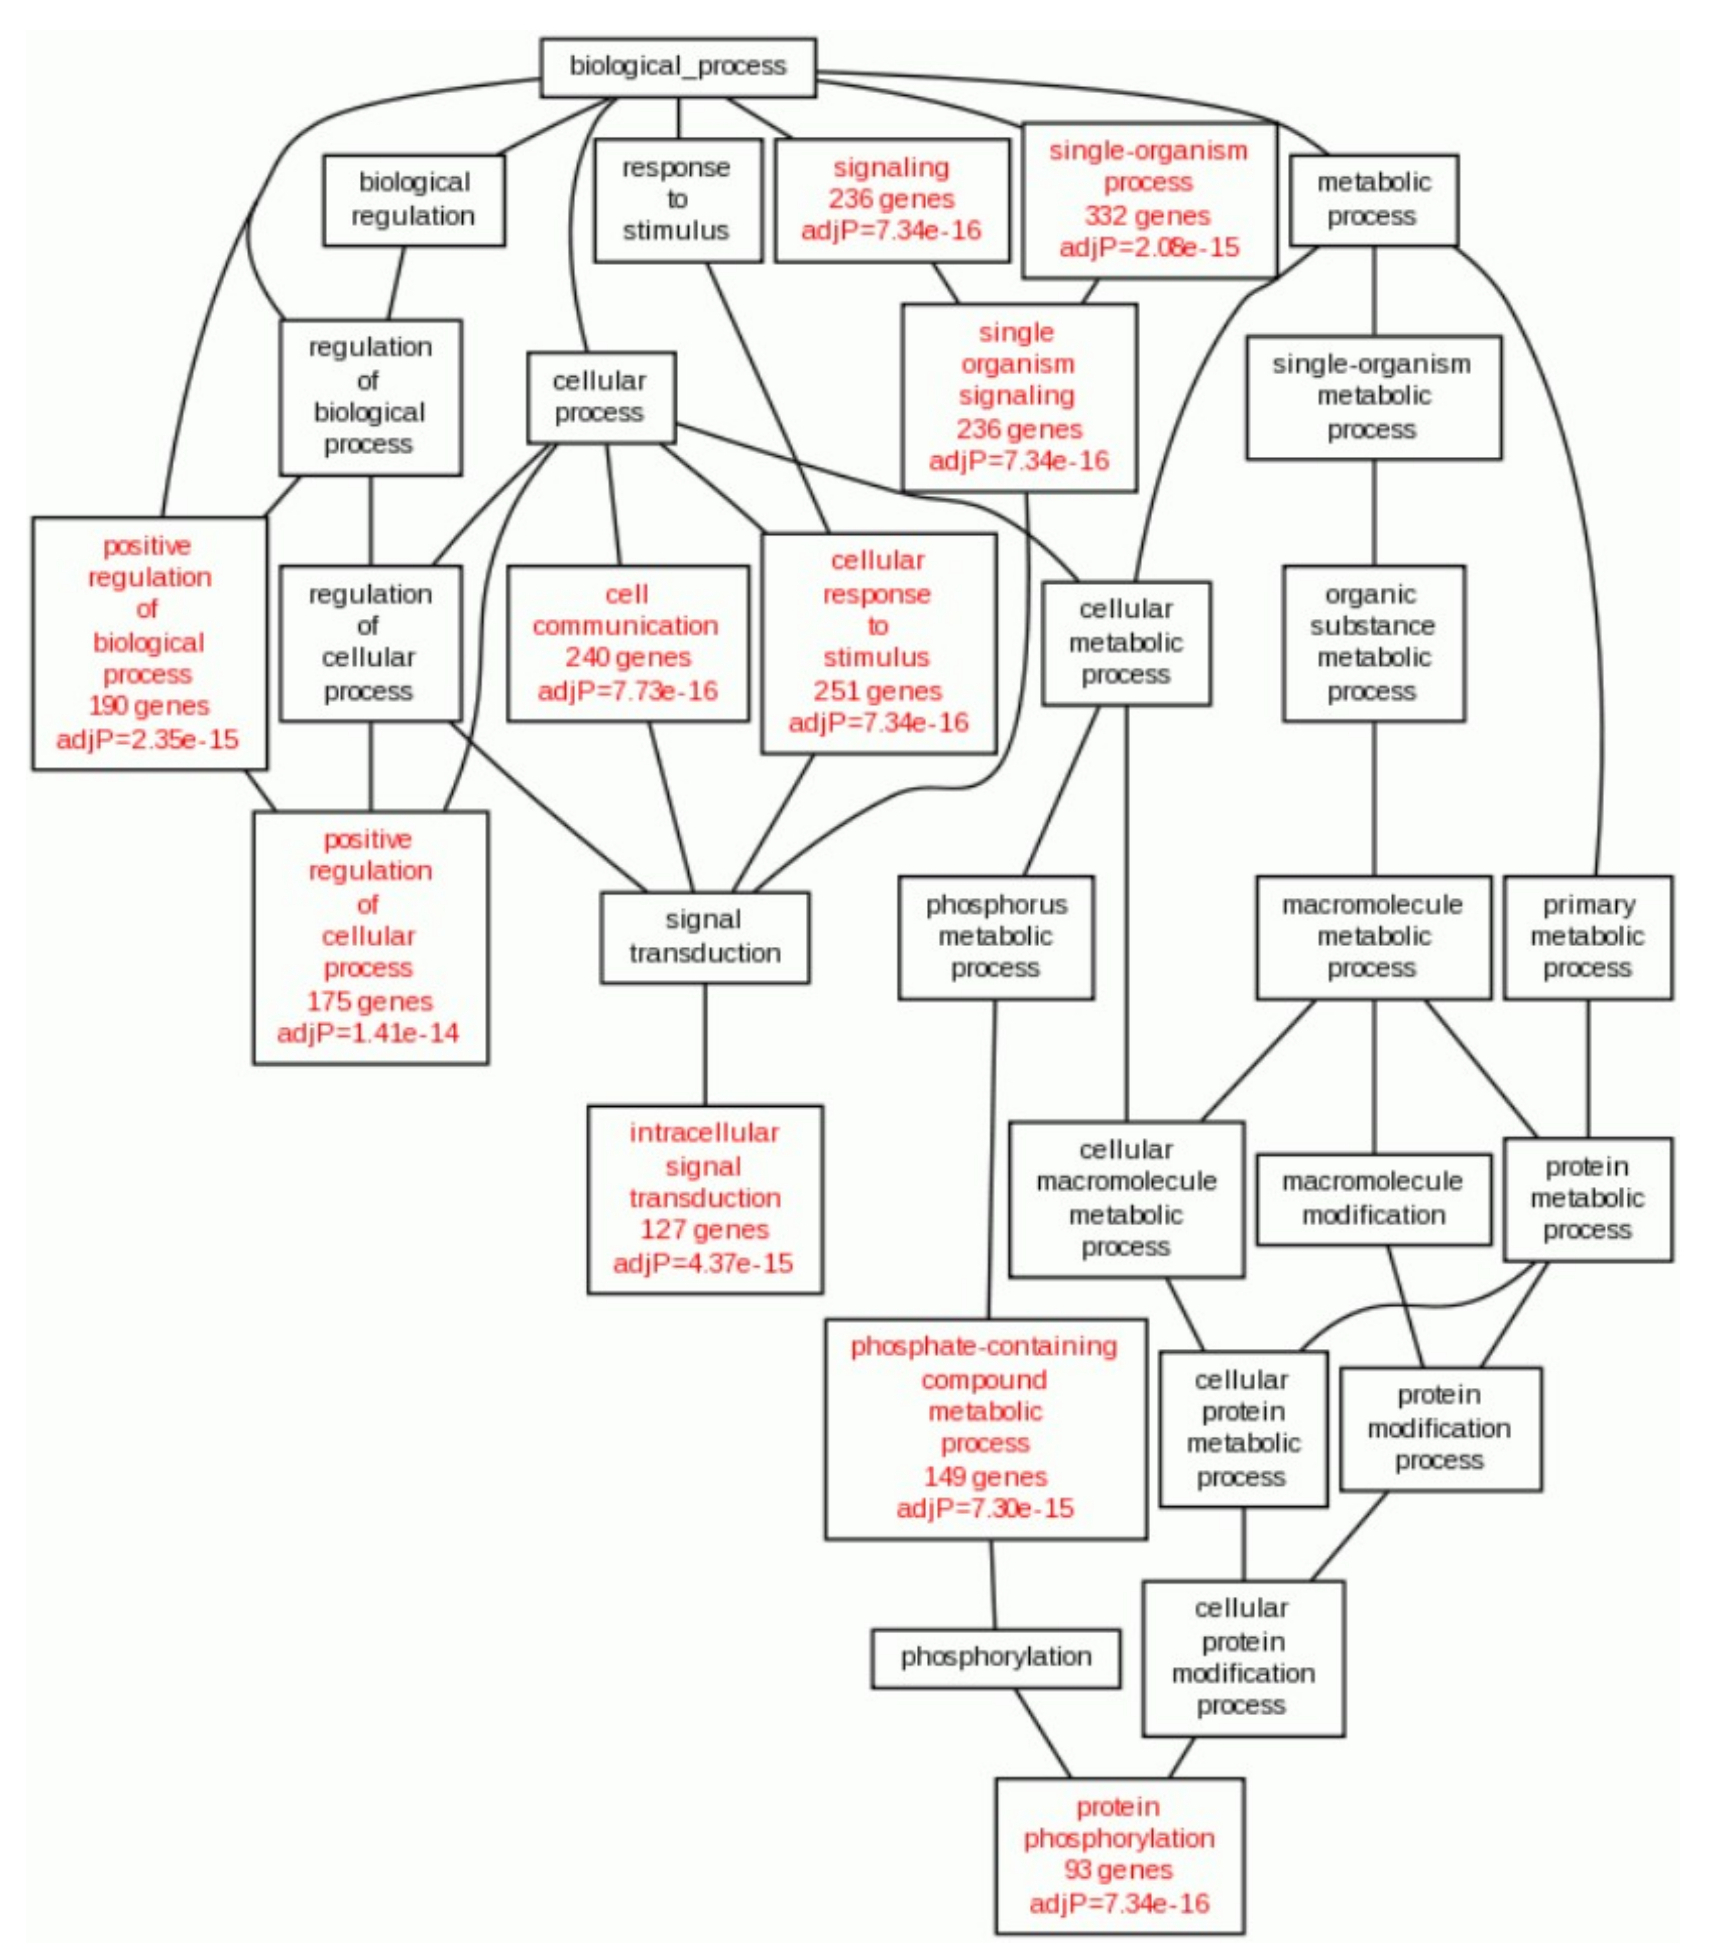 biological_process
biological
regulation
response
to
stimulus
signaling
236 genes
adjP=7.34e-16
single-organism
process
332 genes
adjP=2.08e-15
metabolic
process
regulation
of
biological
process
cellular
process
single
organism
signaling
236 genes
adjP=7.34e-16
single-organism
metabolic
process
positive
regulation
of
biological
process
190 genes
adjP=2.35e-15
regulation
of
cellular
process
cell
communication
240 genes
adjP=7.73e-16
cellular
response
to
stimulus
251 genes
adjP=7.34e-16
cellular
metabolic
process
organic
substance
metabolic
process
positive
regulation
of
cellular
process
175 genes
adjP=1.41e-14
signal
transduction
phosphorus
metabolic
process
macromolecule
metabolic
process
primary
metabolic
process
intracellular
signal
transduction
127 genes
adjP=4.37e-15
cellular
macromolecule
metabolic
process
macromolecule
modification
protein
metabolic
process
phosphate-containing
compound
metabolic
process
149 genes
adjP=7.30e-15
cellular
protein
metabolic
process
protein
modification
process
phosphorylation
cellular
protein
modification
process
protein
phosphorylation
93 genes
adjP=7.34e-16